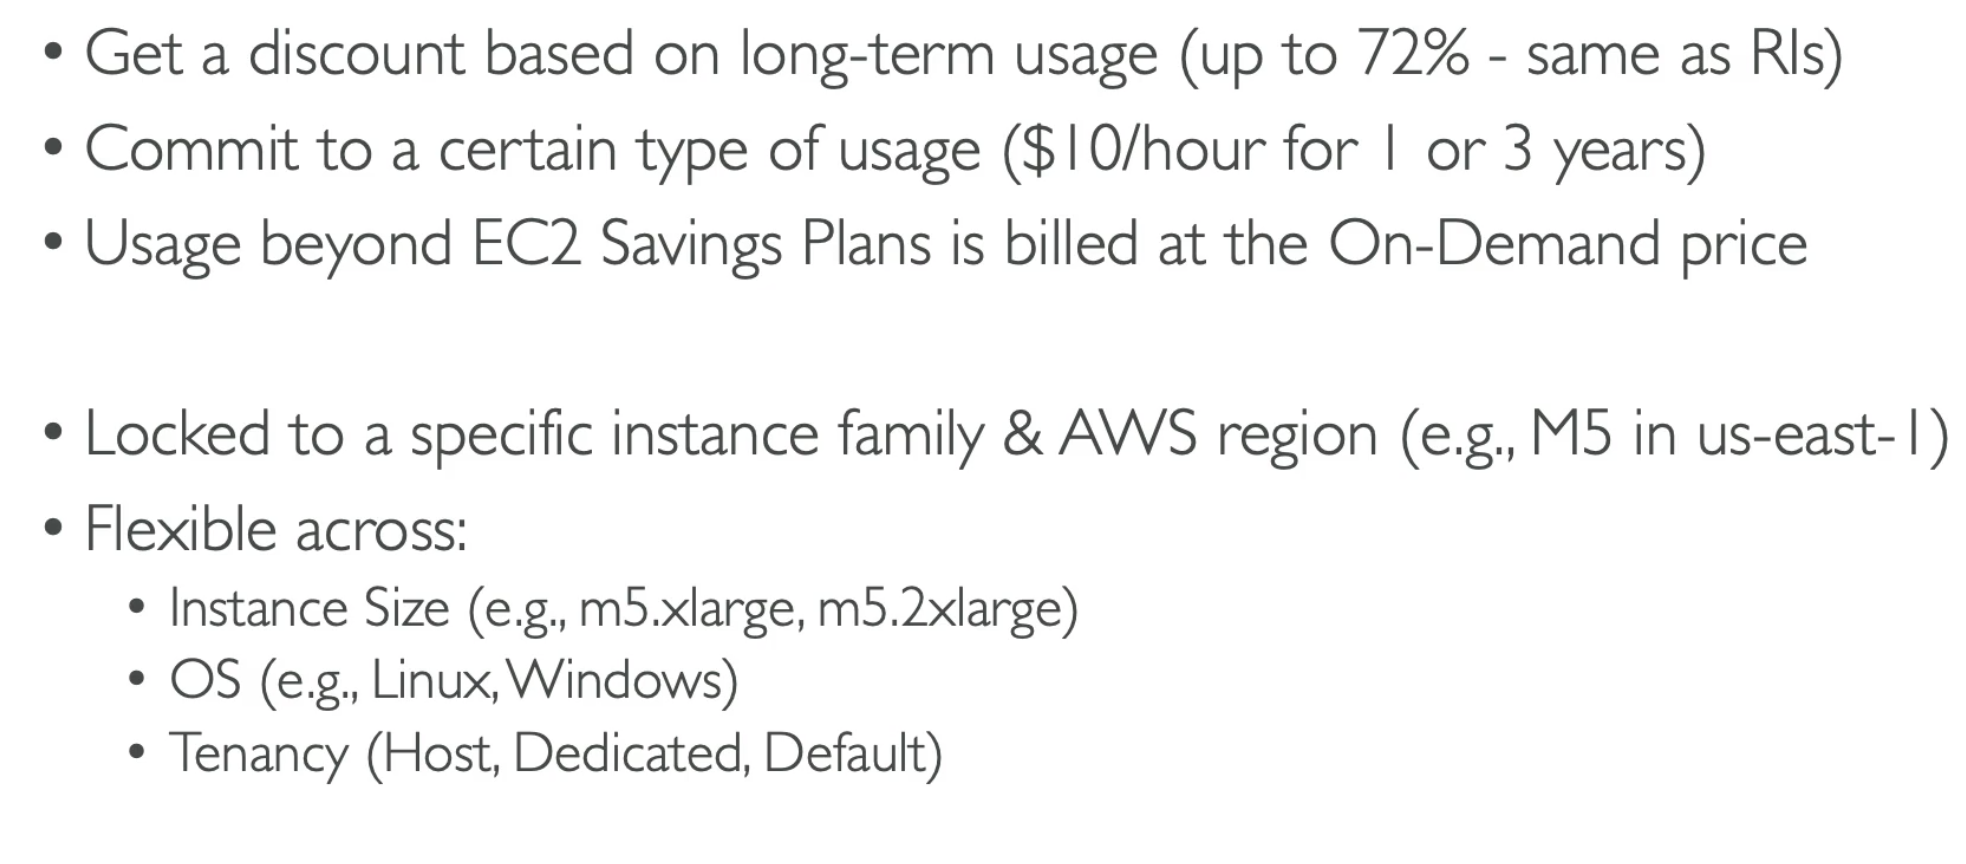 • Get a discount based on long-term usage (up to 72% - same as RIs)
• Commit to a certain type of usage ($10/hour for 1 or 3 years)
• Usage beyond EC2 Savings Plans is billed at the On-Demand price
• Locked to a specific instance family & AWS region (e.g., M5 in us-east-1)
• Flexible across:
• Instance Size (e.g., m5.xlarge, m5.2xlarge)
• OS (e.g., Linux, Windows)
• Tenancy (Host, Dedicated, Default)